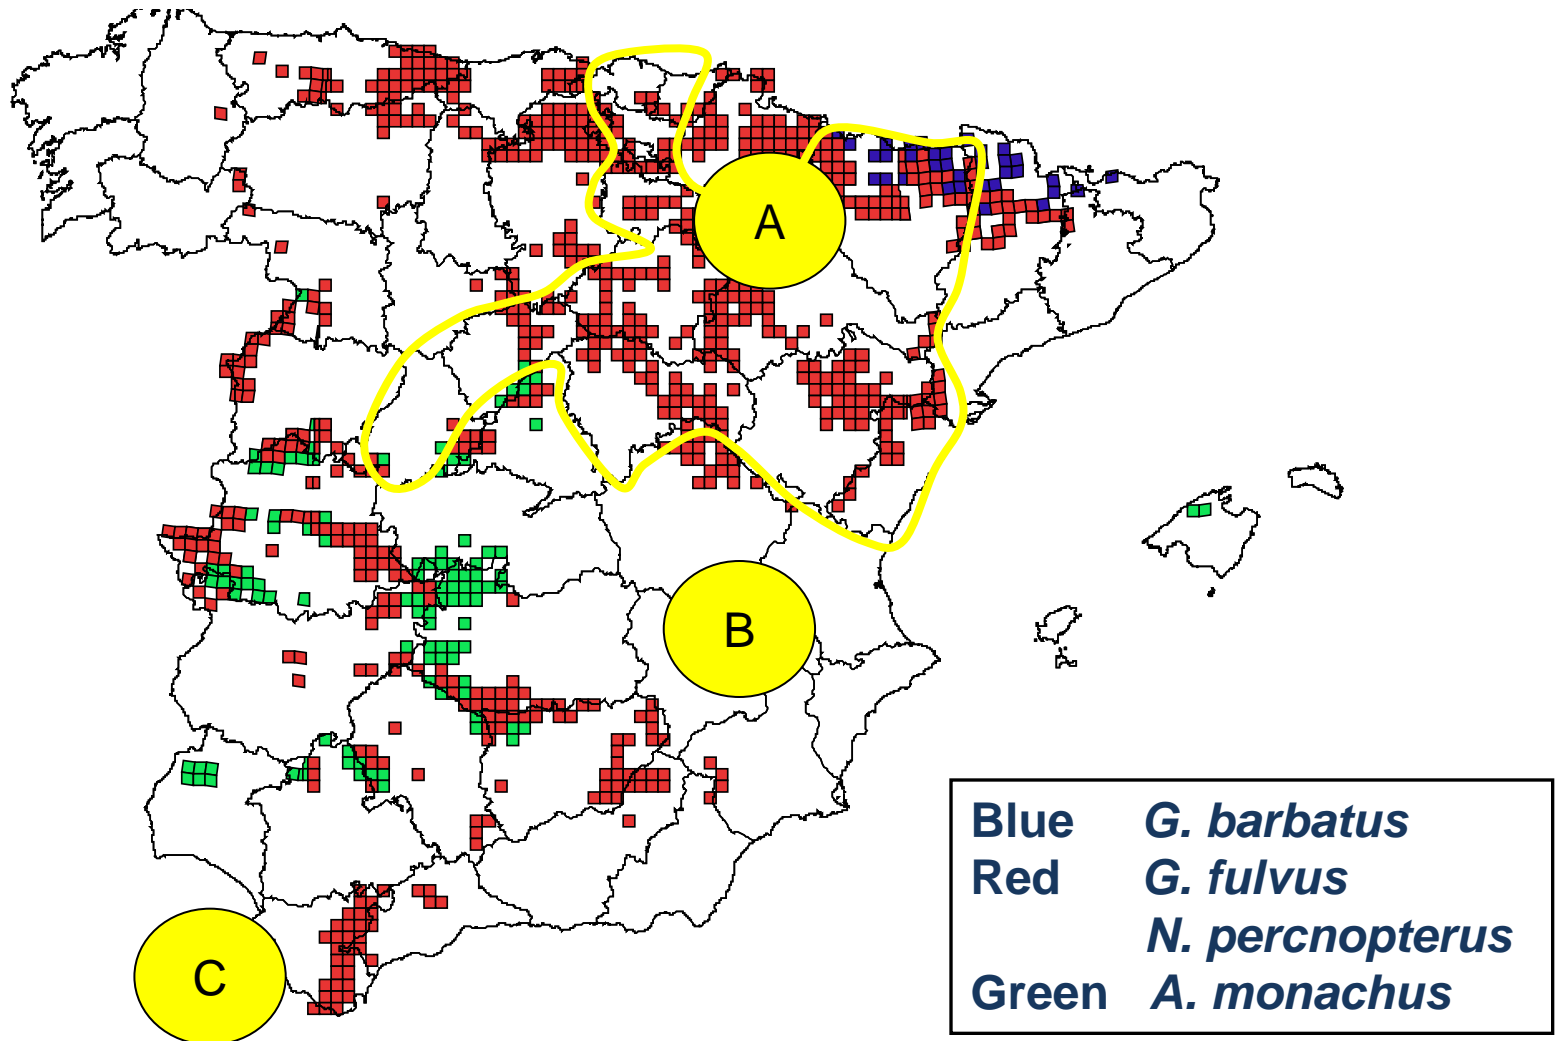 A
B
C
Blue G. barbatus
Red G. fulvus
N. percnopterus
Green A. monachus